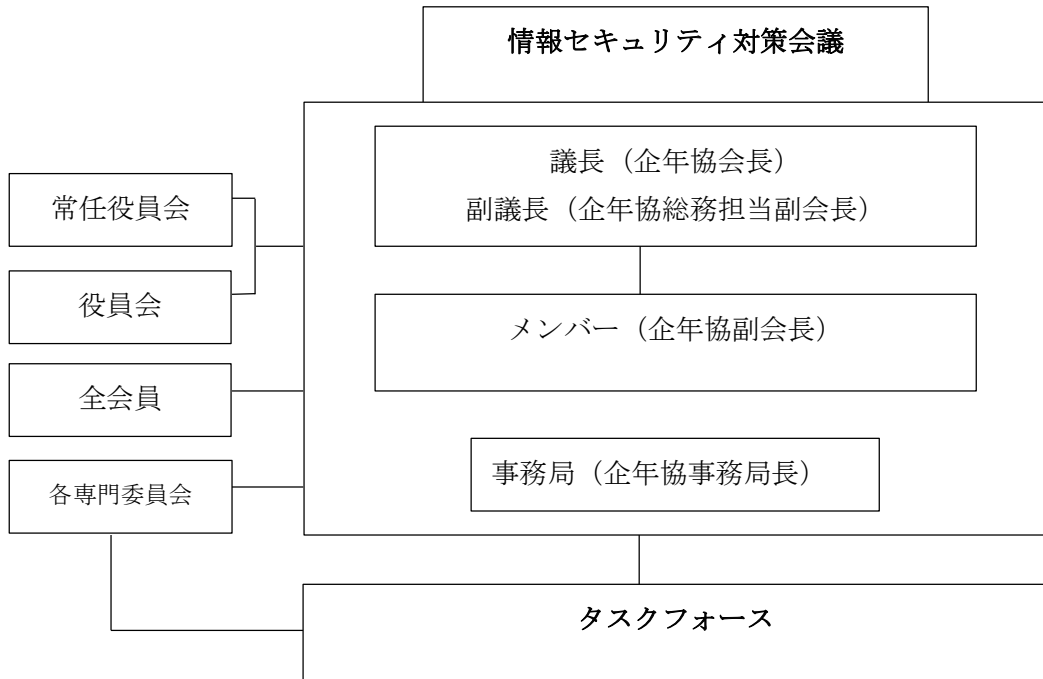 情報セキュリティ対策会議
議長（企年協会長）
副議長（企年協総務担当副会長）
メンバー（企年協副会長）
事務局（企年協事務局長）
常任役員会
役員会
全会員
各専門委員会
タスクフォース